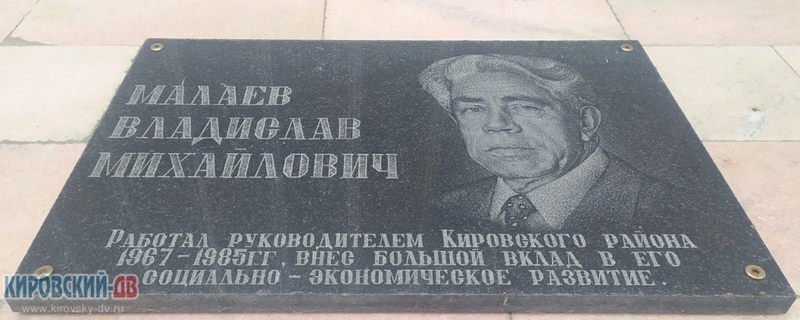 МАЛАЕВ
ВЛАДИСЛАВ
МИХАЙЛОВИЧ
РАБОТАЛ РУКОВОДИТЕЛЕМ КИРОВСКОГО РАЙОНА
1967-1985ГГ, ВНЕС БОЛЬШОЙ ВКЛАД В ЕГО
СОЦИАЛЬНО-ЭКОНОМИЧЕСКОЕ РАЗВИТИЕ.
КИРОВСКИЙ-ДВ
www.kirovsky-dv.ru